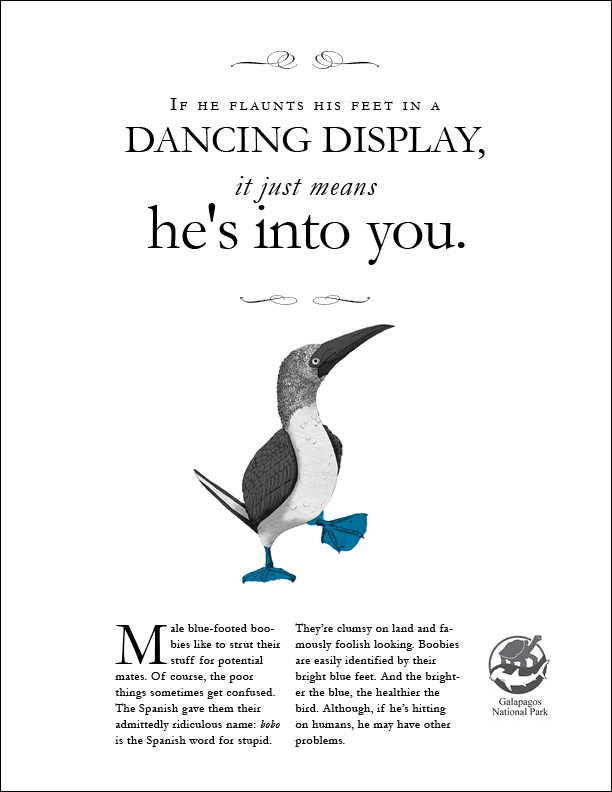 IF HE FLAUNTS HIS FEET IN A
DANCING DISPLAY,
it just means
he's into you.
Male blue-footed boo-
bies like to strut their
stuff for potential
mates. Of course, the poor
things sometimes get confused.
The Spanish gave them their
admittedly ridiculous name: bobo
is the Spanish word for stupid.
They’re clumsy on land and fa-
mously foolish looking. Boobies
are easily identified by their
bright blue feet. And the bright-
er the blue, the healthier the
bird. Although, if he’s hitting
on humans, he may have other
problems.
Galapagos
National Park